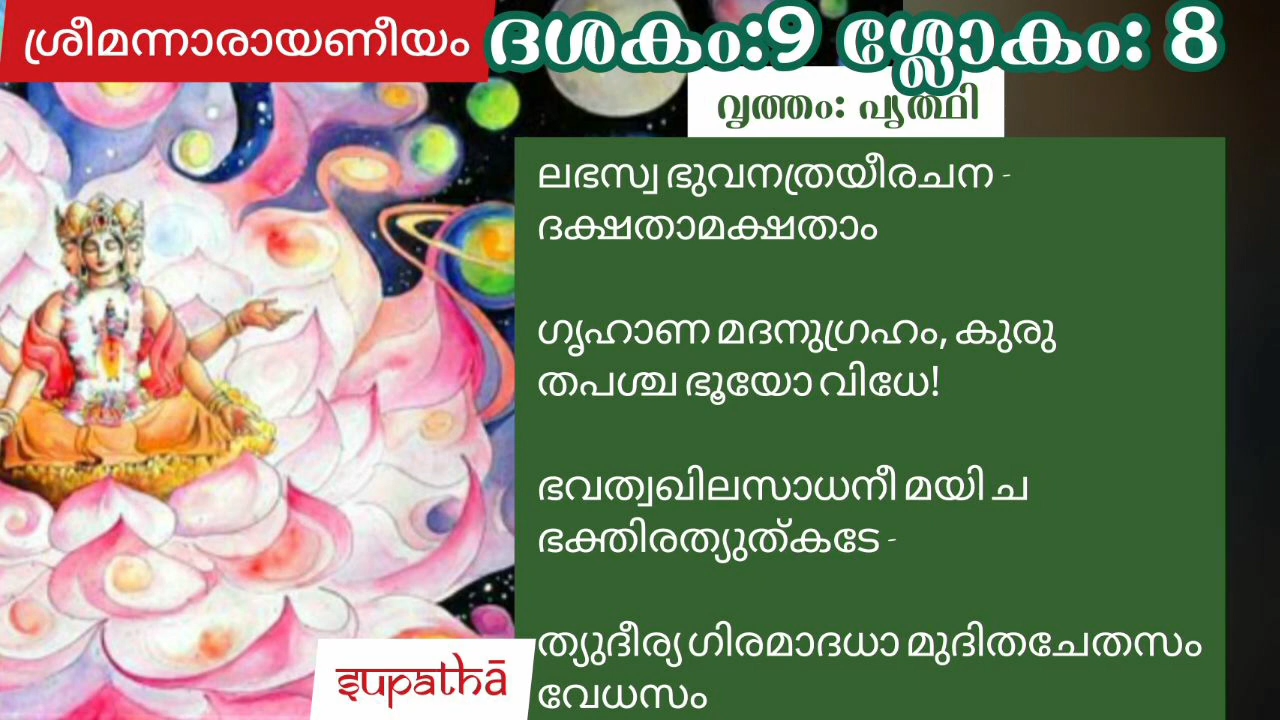 ശ്രീമന്നാരായണീയം ദശകം:9 ശ്ലോകം: 8
വൃത്തം: പൃത്ഥി
ലഭസ്വ ഭുവനത്രയീരചന -
ദക്ഷതാമക്ഷതാം
ഗൃഹാണ മദനുഗ്രഹം, കുരു
തപശ്ച ഭൂയോ വിധേ!
ഭവത്വഖിലസാധനീ മയി ച
ഭക്തിരത്യുത്കടേ -
ത്യുദീര്യ ഗിരമാദധാ മുദിതചേതസം
വേധസം
supathā